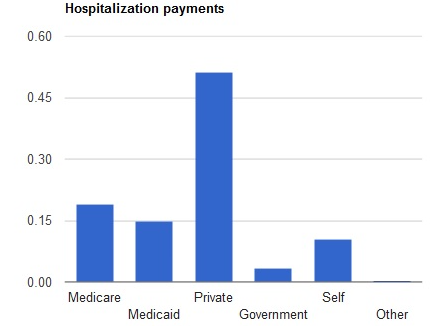 Hospitalization payments
0.60
0.45
0.30
0.15
0.00
Medicare
Private
Self
Medicaid
Government
Other